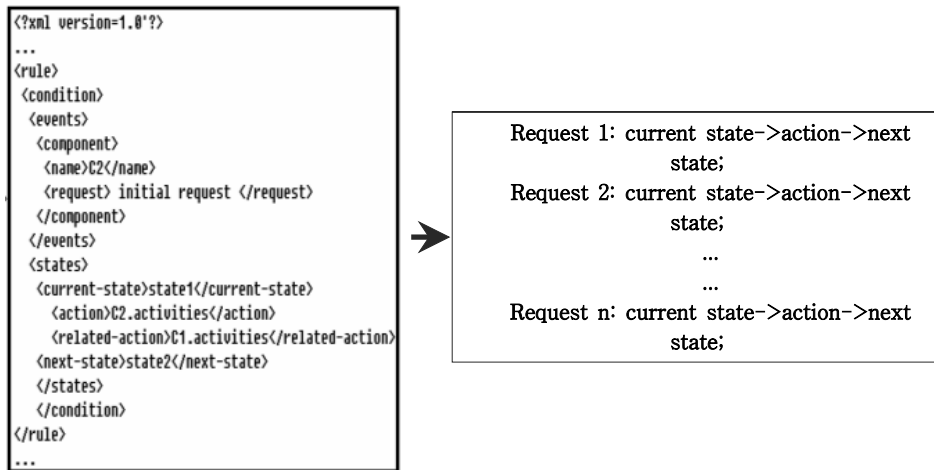 <?xml version=1.0'?>
...
<rule>
<condition>
<events>
<component>
<name>C2</name>
<request> initial request </request>
</component>
</events>
<states>
<current-state>state1</current-state>
<action>C2.activities</action>
<related-action>C1.activities</related-action>
<next-state>state2</next-state>
</states>
</condition>
</rule>
...
Request 1: current state->action->next
state;
Request 2: current state->action->next
state;
...
...
Request n: current state->action->next
state;